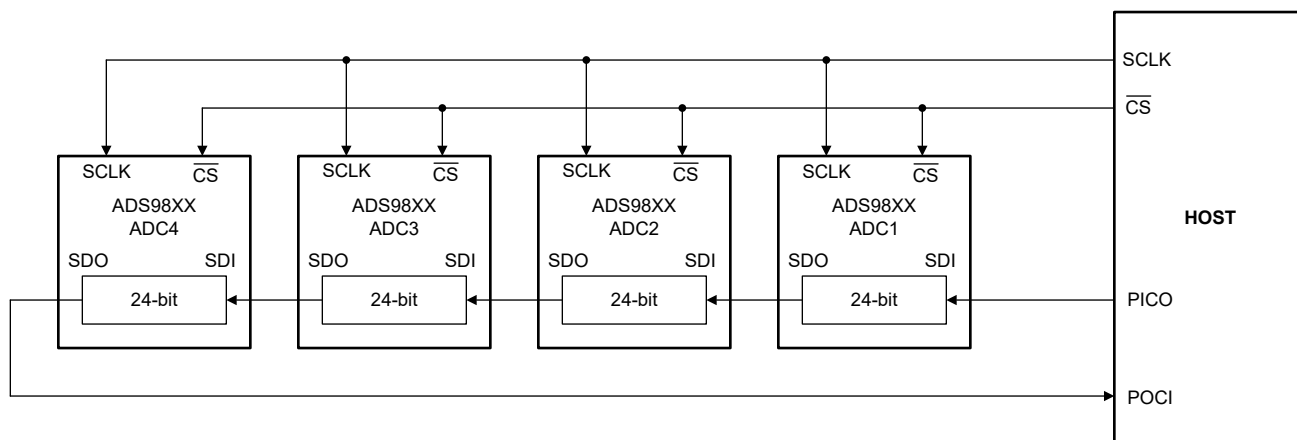 SCLK
CS
SCLK CS SCLK CS SCLK CS SCLK CS
ADS98XX ADS98XX ADS98XX ADS98XX
ADC4 ADC3 ADC2 ADC1
HOST
SDO SDI SDO SDI SDO SDI SDO SDI
24-bit 24-bit 24-bit 24-bit
PICO
POCI